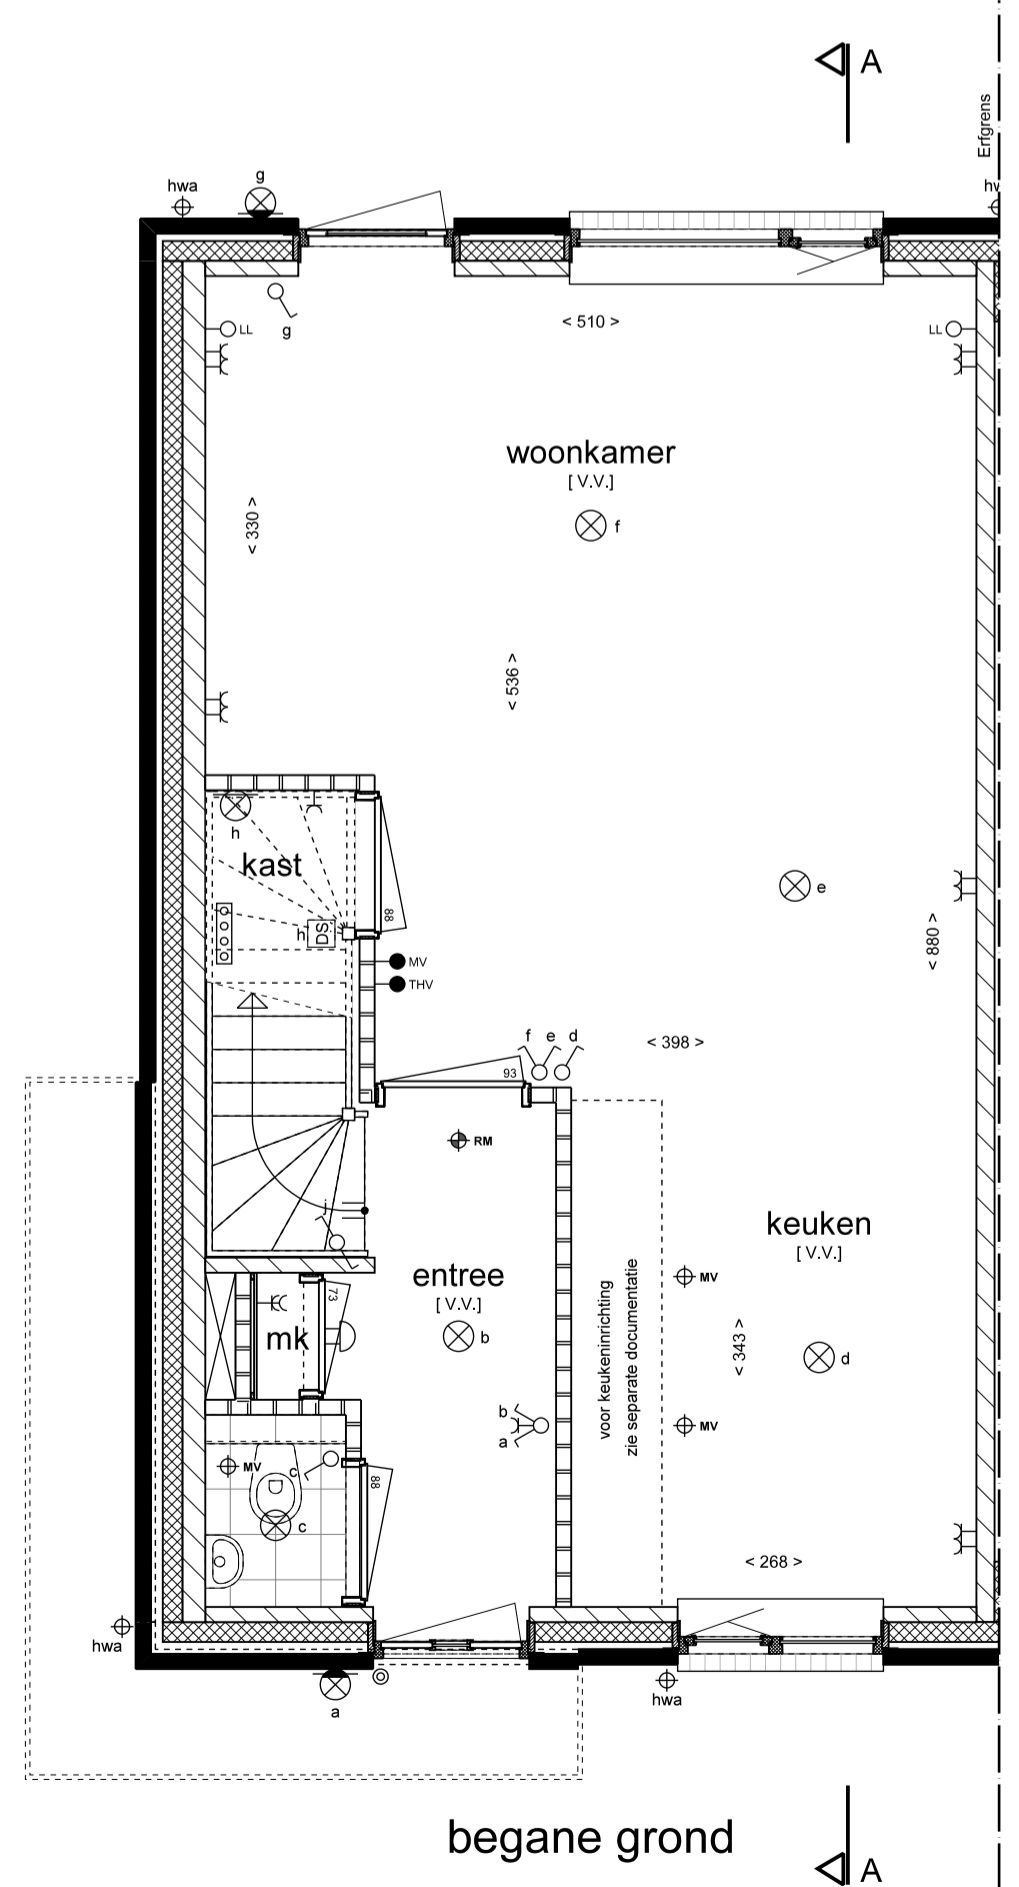 A
Erfgrens
g
hwa
hv
g
< 510 >
LL
LL
woonkamer
[ V.V.]
f
< 330 >
< 536 >
h
kast
88
e
h
DS
< 880 >
MV
THV
f e d
< 398 >
93
RM
j
keuken
[ V.V.]
entree
[ V.V.]
voor keukeninrichting
zie separate documentatie
MV
73
mk
b
< 343 >
d
b
a
MV
MV
c
88
c
< 268 >
hwa
hwa
a
begane grond
A